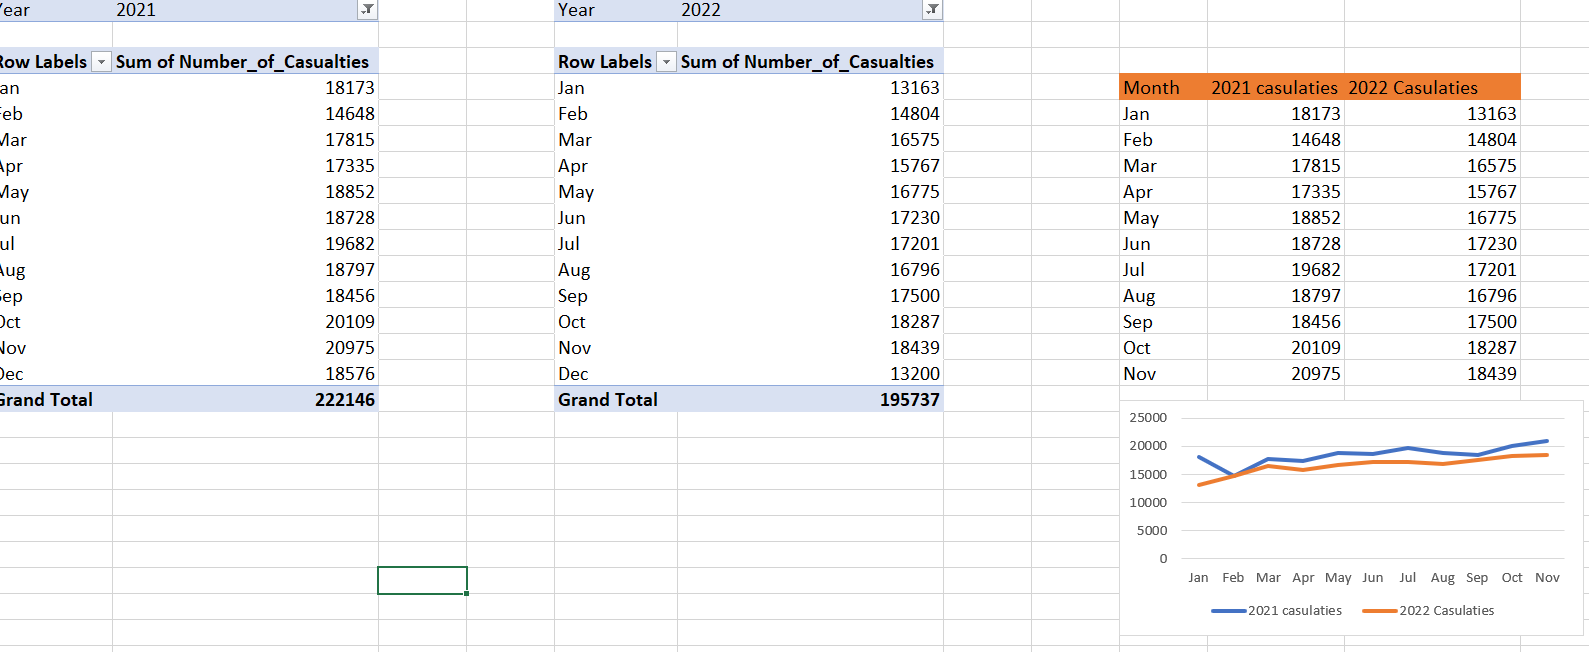 Year 2021 Year 2022
Row Labels Sum of Number_of_Casualties Row Labels Sum of Number_of_Casualties
Jan 18173 Jan 13163 Month 2021 casulaties 2022 Casulaties
Feb 14648 Feb 14804 Jan 18173 13163
Mar 17815 Mar 16575 Feb 14648 14804
Apr 17335 Apr 15767 Mar 17815 16575
May 18852 May 16775 Apr 17335 15767
Jun 18728 Jun 17230 May 18852 16775
Jul 19682 Jul 17201 Jun 18728 17230
Aug 18797 Aug 16796 Jul 19682 17201
Sep 18456 Sep 17500 Aug 18797 16796
Oct 20109 Oct 18287 Sep 18456 17500
Nov 20975 Nov 18439 Oct 20109 18287
Dec 18576 Dec 13200 Nov 20975 18439
Grand Total 222146 Grand Total 195737
25000
20000
15000
10000
5000
0
Jan Feb Mar Apr May Jun Jul Aug Sep Oct Nov
2021 casulaties 2022 Casulaties